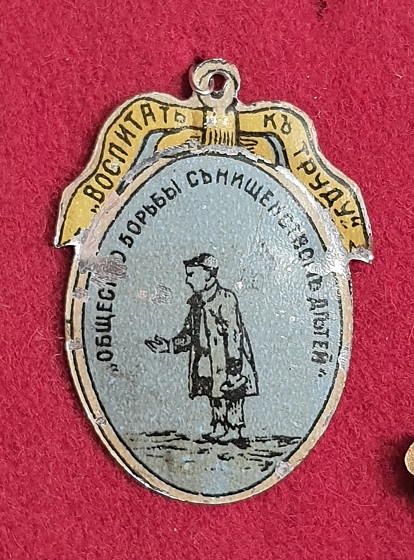 „ВОСПИТАТЬ КЪ ТРУДУ“
„ОБЩЕСТВО БОРЬБЫ СЪ НИЩЕНСТВОМЪ ДѢТЕЙ“